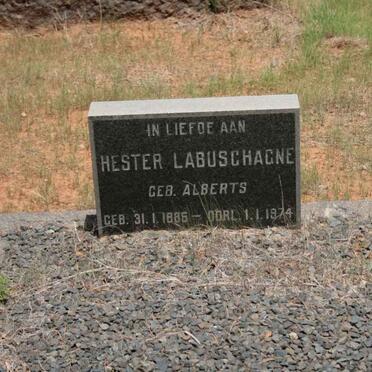 IN LIEFDE AAN
HESTER LABUSCHAGNE
GEB. ALBERTS
GEB. 31.1.1885 – OORL. 1.1.1974